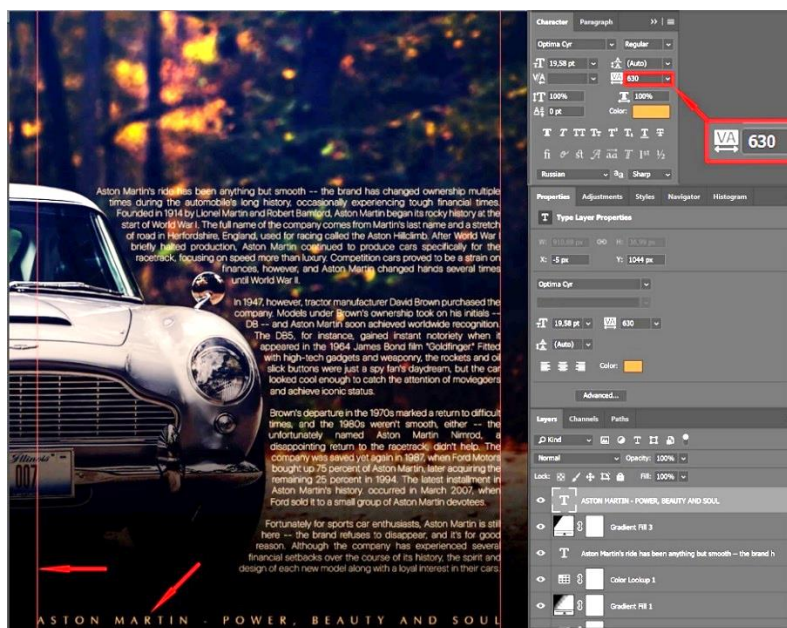 Aston Martin's ride has been anything but smooth -- the brand has changed ownership multiple
times during the automobile's long history, occasionally experiencing tough financial times.
Founded in 1914 by Lionel Martin and Robert Bamford, Aston Martin began its rocky history at the
start of World War I. The full name of the company comes from Martin's last name and a stretch
of road in Herfordshire, England, used for racing called the Aston Hillclimb. After World War I
briefly halted production, Aston Martin continued to produce cars specifically for the
racetrack, focusing on speed more than luxury. Competition cars proved to be a strain on
finances, however, and Aston Martin changed hands several times
until World War II.
In 1947, however, tractor manufacturer David Brown purchased the
company. Models under Brown's ownership took on his initials --
DB -- and Aston Martin soon achieved worldwide recognition.
The DB5, for instance, gained instant notoriety when it
appeared in the 1964 James Bond film "Goldfinger." Fitted
with high-tech gadgets and weaponry, the rockets and oil
slick buttons were just a spy fan's daydream, but the car
looked cool enough to catch the attention of moviegoers
and achieve iconic status.
Brown's departure in the 1970s marked a return to difficult
times, and the 1980s weren't smooth, either -- the
unfortunately named Aston Martin Nimrod, a
disappointing return to the racetrack, didn't help. The
company was saved yet again in 1987, when Ford Motors
bought up 75 percent of Aston Martin, later acquiring the
remaining 25 percent in 1994. The latest installment in
Aston Martin's history, occurred in March 2007, when
Ford sold it to a small group of Aston Martin devotees.
Fortunately for sports car enthusiasts, Aston Martin is still
here -- the brand refuses to disappear, and it's for good
reason. Although the company has experienced several
financial setbacks over the course of its history, the spirit and
design of each new model along with a loyal interest in their cars.
Illinois
007
ASTON MARTIN - POWER, BEAUTY AND SOUL
Character Paragraph
Optima Cyr Regular
19,58 pt (Auto)
VA 630
100% 100%
0 pt Color:
Russian Sharp
VA 630
Properties Adjustments Styles Navigator Histogram
T Type Layer Properties
W: H:
X: -5 px Y: 1044 px
Optima Cyr
19,58 pt VA 630
(Auto)
Color:
Advanced...
Layers Channels Paths
Kind
Normal Opacity: 100%
Lock: Fill: 100%
T ASTON MARTIN - POWER, BEAUTY AND SOUL
Gradient Fill 3
T Aston Martin's ride has been anything but smooth -- the brand h
Color Lookup 1
Gradient Fill 1